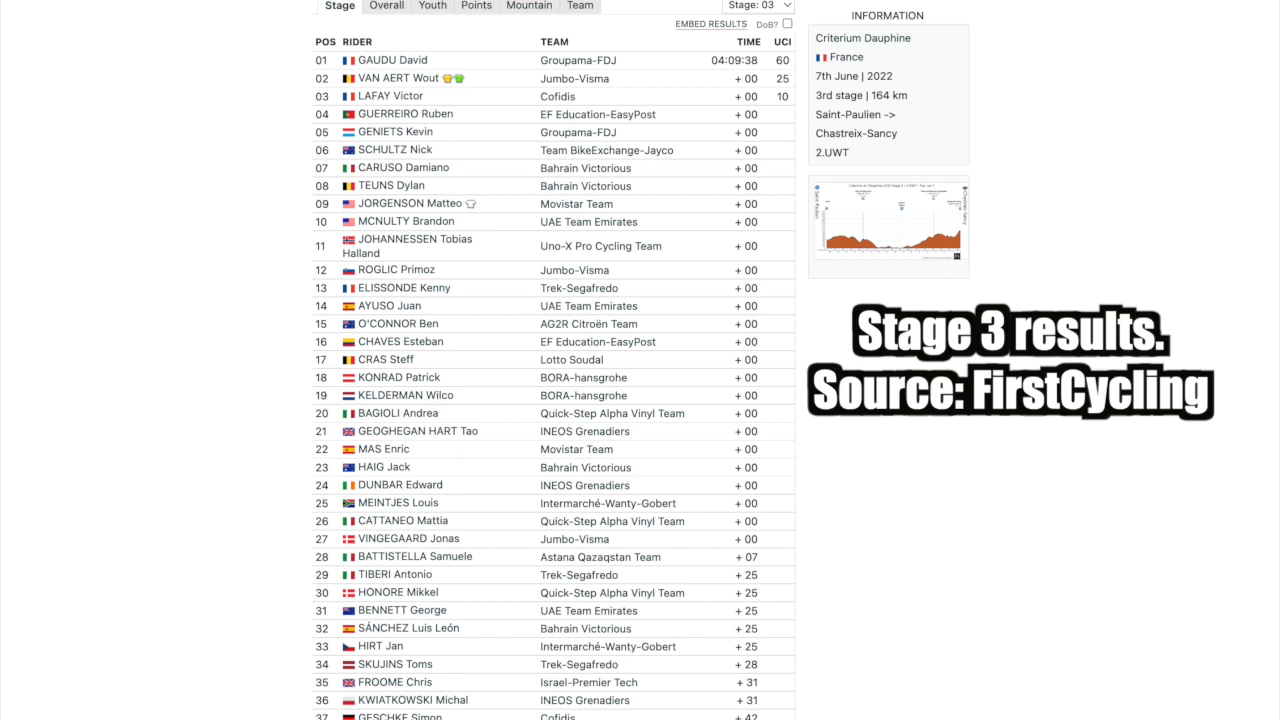 Stage Overall Youth Points Mountain Team Stage: 03
EMBED RESULTS DoB?
POS RIDER TEAM TIME UCI
01 GAUDU David Groupama-FDJ 04:09:38 60
02 VAN AERT Wout Jumbo-Visma + 00 25
03 LAFAY Victor Cofidis + 00 10
04 GUERREIRO Ruben EF Education-EasyPost + 00
05 GENIETS Kevin Groupama-FDJ + 00
06 SCHULTZ Nick Team BikeExchange-Jayco + 00
07 CARUSO Damiano Bahrain Victorious + 00
08 TEUNS Dylan Bahrain Victorious + 00
09 JORGENSON Matteo Movistar Team + 00
10 MCNULTY Brandon UAE Team Emirates + 00
11 JOHANNESSEN Tobias
Halland Uno-X Pro Cycling Team + 00
12 ROGLIC Primoz Jumbo-Visma + 00
13 ELISSONDE Kenny Trek-Segafredo + 00
14 AYUSO Juan UAE Team Emirates + 00
15 O'CONNOR Ben AG2R Citroën Team + 00
16 CHAVES Esteban EF Education-EasyPost + 00
17 CRAS Steff Lotto Soudal + 00
18 KONRAD Patrick BORA-hansgrohe + 00
19 KELDERMAN Wilco BORA-hansgrohe + 00
20 BAGIOLI Andrea Quick-Step Alpha Vinyl Team + 00
21 GEOGHEGAN HART Tao INEOS Grenadiers + 00
22 MAS Enric Movistar Team + 00
23 HAIG Jack Bahrain Victorious + 00
24 DUNBAR Edward INEOS Grenadiers + 00
25 MEINTJES Louis Intermarché-Wanty-Gobert + 00
26 CATTANEO Mattia Quick-Step Alpha Vinyl Team + 00
27 VINGEGAARD Jonas Jumbo-Visma + 00
28 BATTISTELLA Samuele Astana Qazaqstan Team + 07
29 TIBERI Antonio Trek-Segafredo + 25
30 HONORE Mikkel Quick-Step Alpha Vinyl Team + 25
31 BENNETT George UAE Team Emirates + 25
32 SÁNCHEZ Luis León Bahrain Victorious + 25
33 HIRT Jan Intermarché-Wanty-Gobert + 25
34 SKUJINS Toms Trek-Segafredo + 28
35 FROOME Chris Israel-Premier Tech + 31
36 KWIATKOWSKI Michal INEOS Grenadiers + 31
37 GESCHKE Simon Cofidis + 42
INFORMATION
Criterium Dauphine
France
7th June | 2022
3rd stage | 164 km
Saint-Paulien ->
Chastreix-Sancy
2.UWT
Saint-Paulien
Chastreix-Sancy
Stage 3 results.
Source: FirstCycling